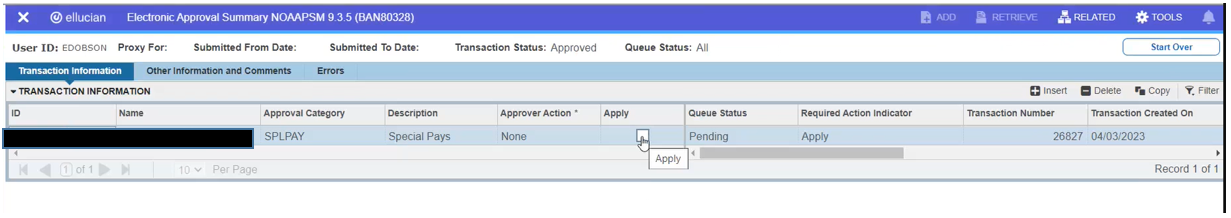 ellucian Electronic Approval Summary NOAAPSM 9.3.5 (BAN80328) ADD RETRIEVE RELATED TOOLS
User ID: EDOBSON Proxy For: Submitted From Date: Submitted To Date: Transaction Status: Approved Queue Status: All Start Over
Transaction Information Other Information and Comments Errors
TRANSACTION INFORMATION Insert Delete Copy Filter
ID Name Approval Category Description Approver Action * Apply Queue Status Required Action Indicator Transaction Number Transaction Created On
SPLPAY Special Pays None Pending Apply 26827 04/03/2023
Apply
1 of 1 10 Per Page Record 1 of 1